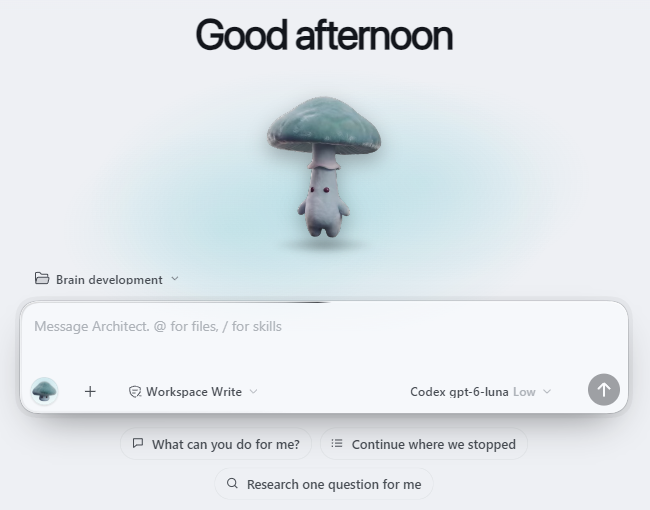 Good afternoon
Brain development
Message Architect. @ for files, / for skills
Workspace Write
Codex gpt-6-luna Low
What can you do for me?
Continue where we stopped
Research one question for me